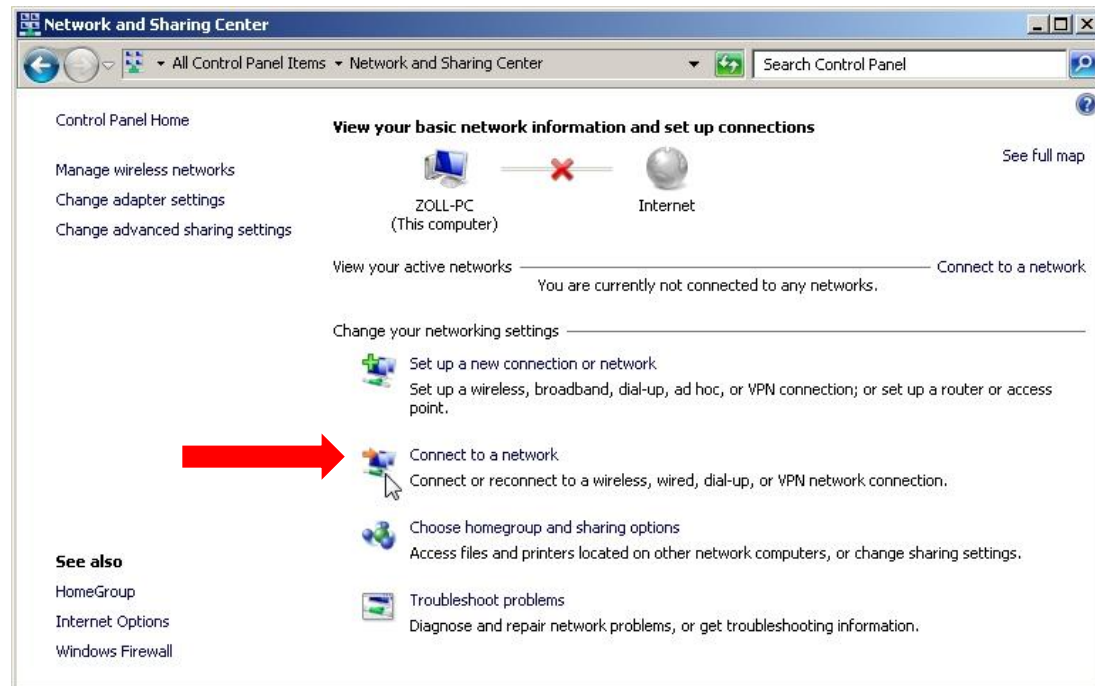 Network and Sharing Center
All Control Panel Items Network and Sharing Center
Search Control Panel
Control Panel Home
Manage wireless networks
Change adapter settings
Change advanced sharing settings
See also
HomeGroup
Internet Options
Windows Firewall
View your basic network information and set up connections
See full map
ZOLL-PC
(This computer)
Internet
View your active networks
Connect to a network
You are currently not connected to any networks.
Change your networking settings
Set up a new connection or network
Set up a wireless, broadband, dial-up, ad hoc, or VPN connection; or set up a router or access
point.
Connect to a network
Connect or reconnect to a wireless, wired, dial-up, or VPN network connection.
Choose homegroup and sharing options
Access files and printers located on other network computers, or change sharing settings.
Troubleshoot problems
Diagnose and repair network problems, or get troubleshooting information.